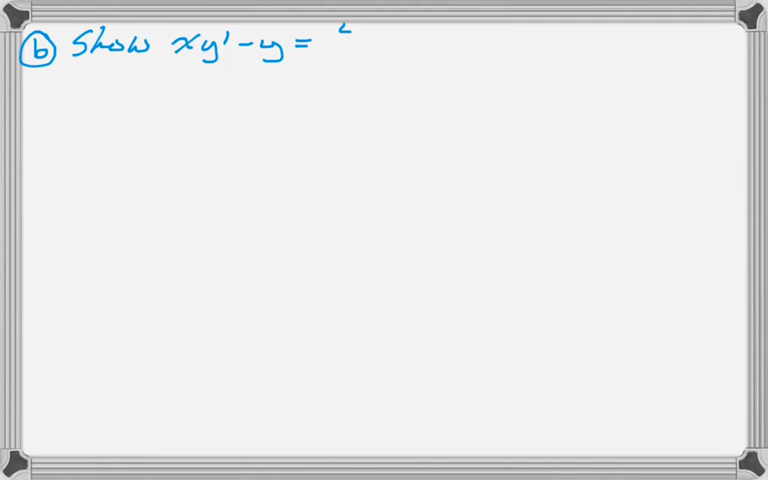 ⓑ Show xy' - y =